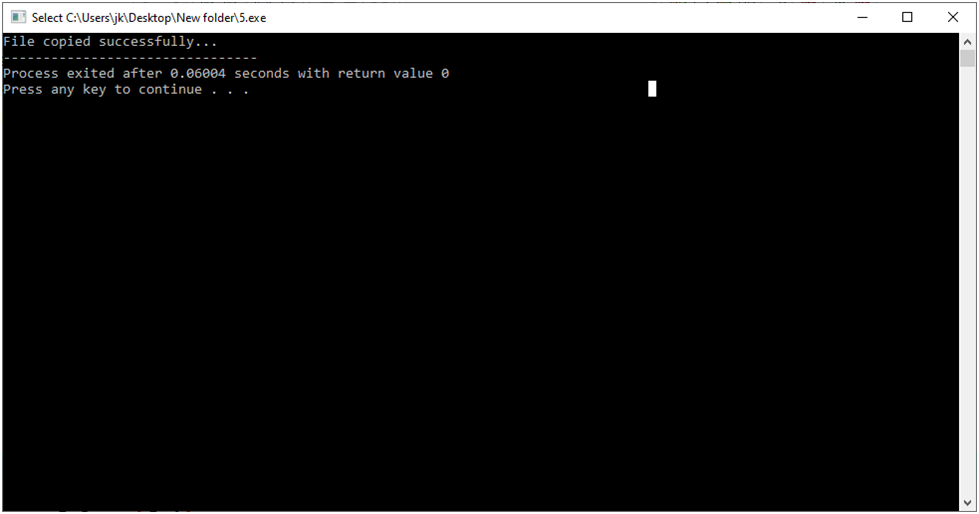 Select C:\Users\jk\Desktop\New folder\5.exe
File copied successfully...
--------------------------------
Process exited after 0.06004 seconds with return value 0
Press any key to continue . . .